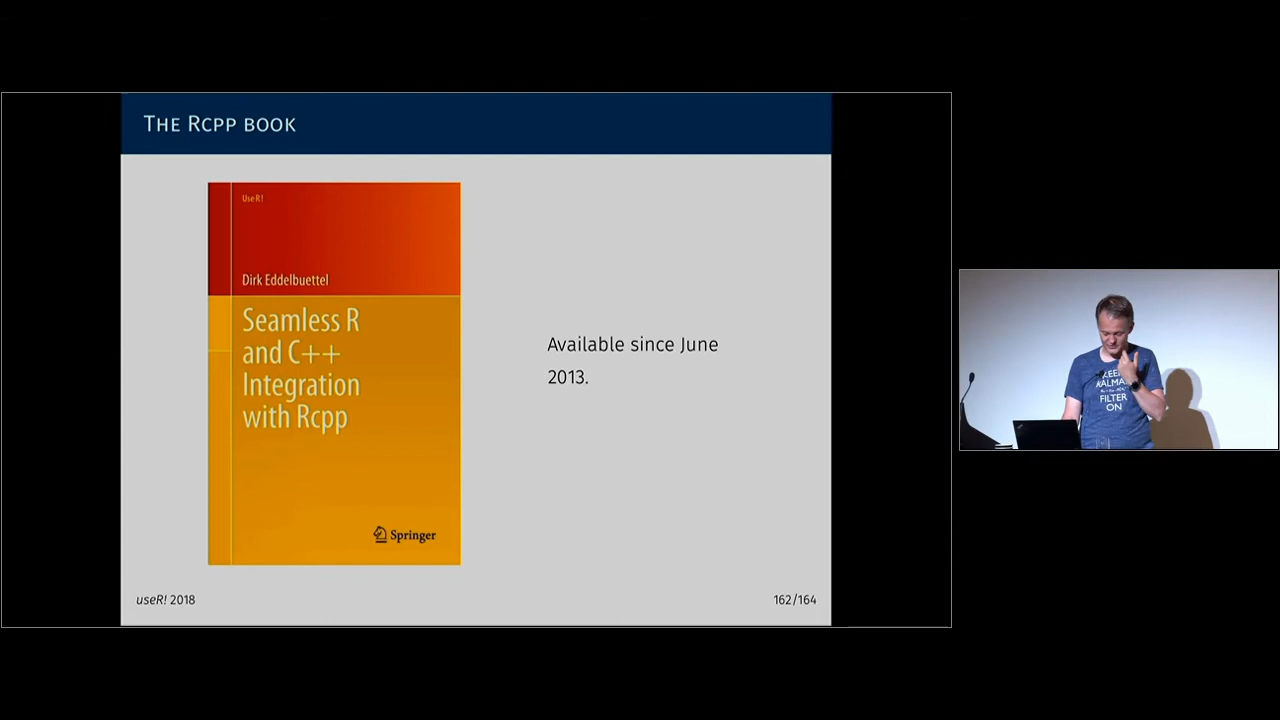 The Rcpp book
Use R!
Dirk Eddelbuettel
Seamless R
and C++
Integration
with Rcpp
Springer
Available since June
2013.
useR! 2018
162/164
KEEP
KALMAN
FILTER
ON